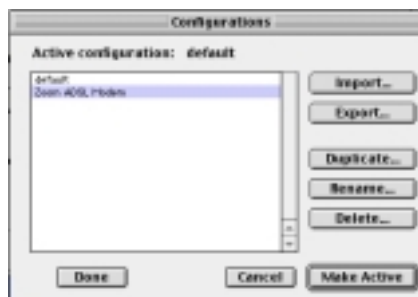 Configurations
Active configuration: default
default
Zoom ADSL Modem
Import...
Export...
Duplicate...
Rename...
Delete...
Done
Cancel
Make Active